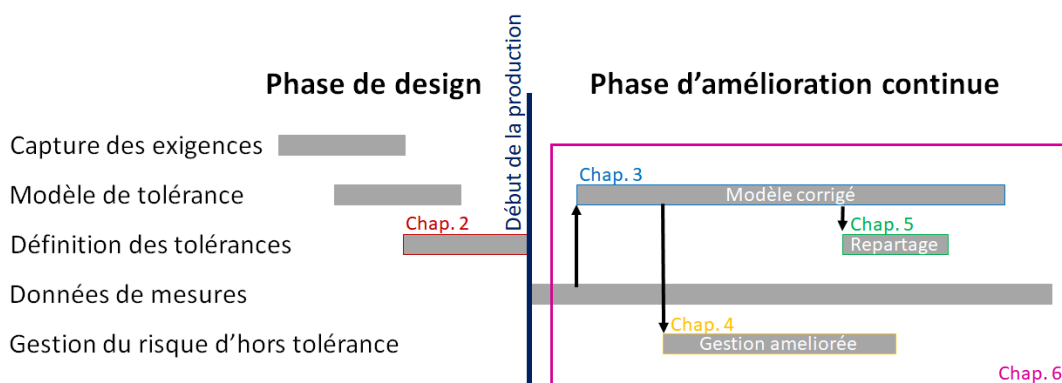 Phase de design
Début de la production
Phase d'amélioration continue
Capture des exigences
Modèle de tolérance
Chap. 3
Modèle corrigé
Définition des tolérances
Chap. 2
Chap. 5
Repartage
Données de mesures
Gestion du risque d'hors tolérance
Chap. 4
Gestion ameliorée
Chap. 6